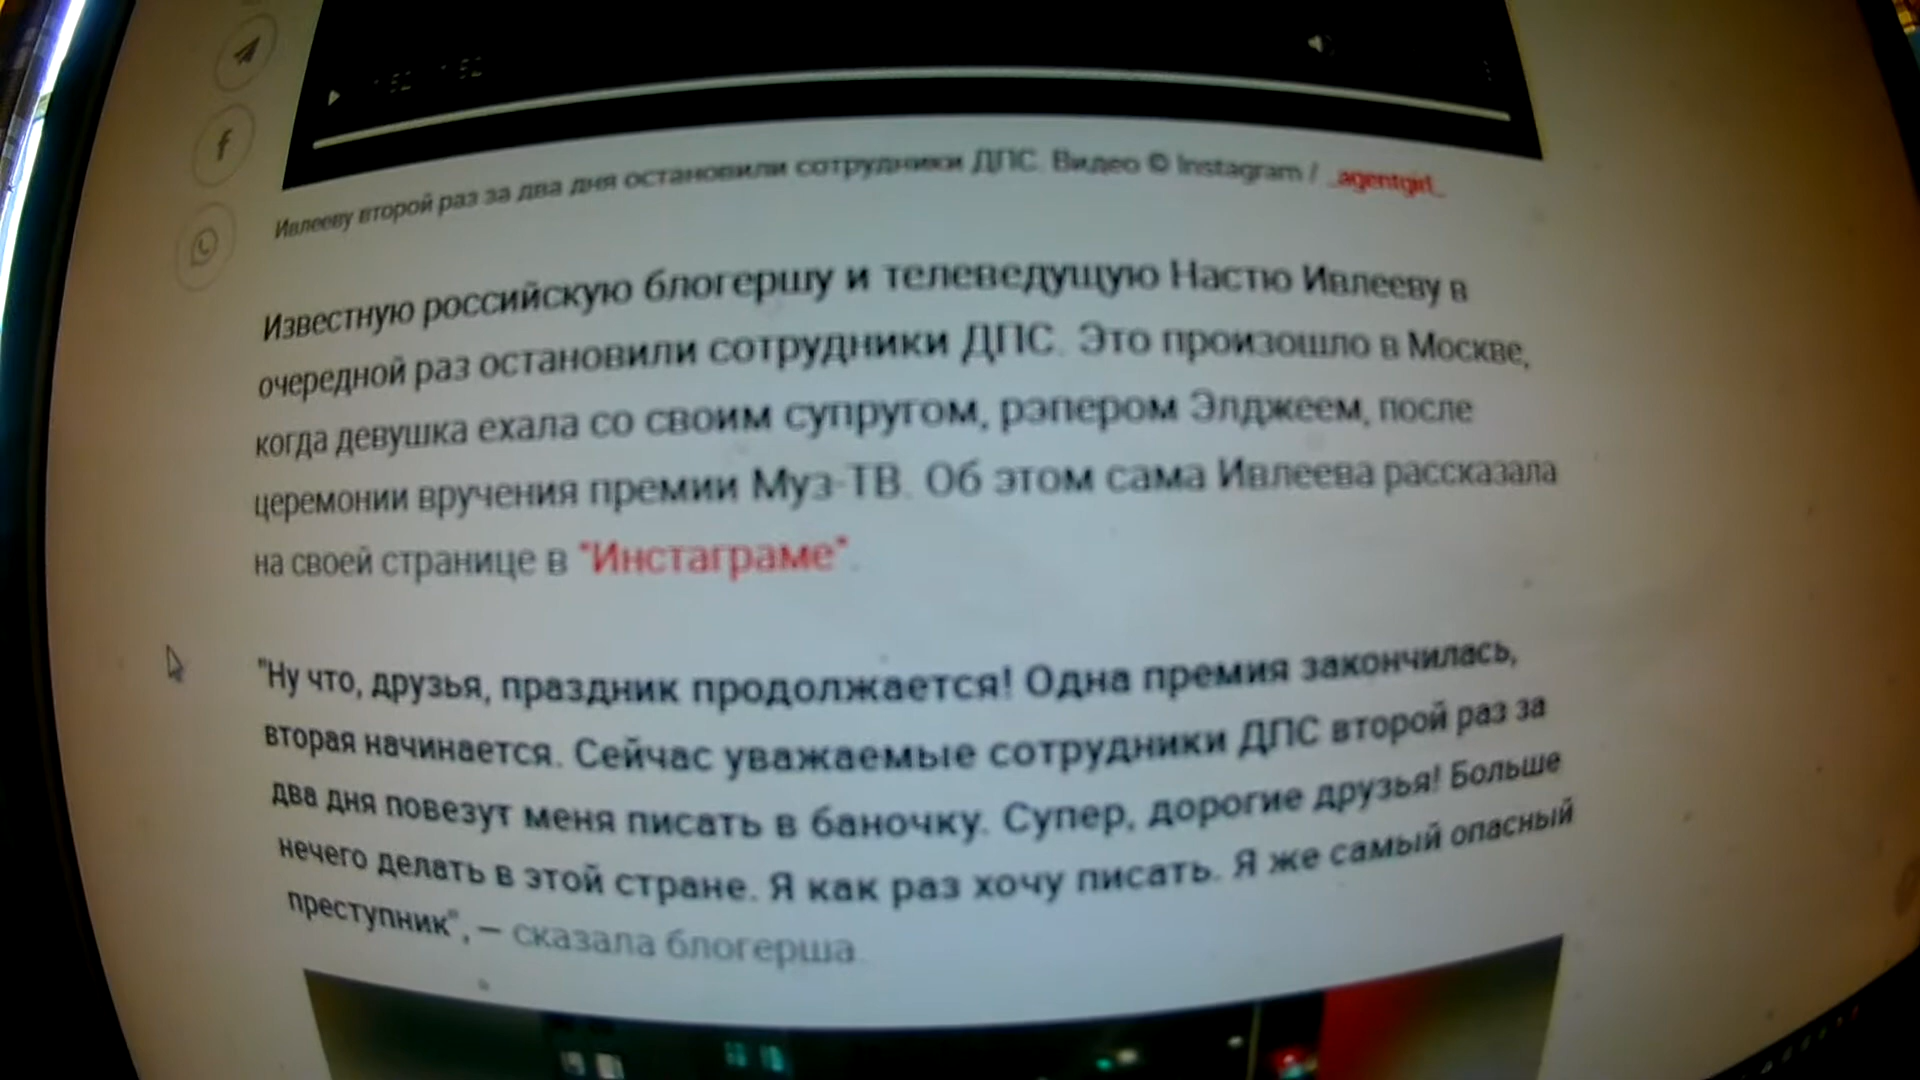 Ивлееву второй раз за два дня остановили сотрудники ДПС. Видео © Instagram / _agentgirl_
Известную российскую блогершу и телеведущую Настю Ивлееву в
очередной раз остановили сотрудники ДПС. Это произошло в Москве,
когда девушка ехала со своим супругом, рэпером Элджеем, после
церемонии вручения премии Муз-ТВ. Об этом сама Ивлеева рассказала
на своей странице в "Инстаграме".
"Ну что, друзья, праздник продолжается! Одна премия закончилась,
вторая начинается. Сейчас уважаемые сотрудники ДПС второй раз за
два дня повезут меня писать в баночку. Супер, дорогие друзья! Больше
нечего делать в этой стране. Я как раз хочу писать. Я же самый опасный
преступник", — сказала блогерша.